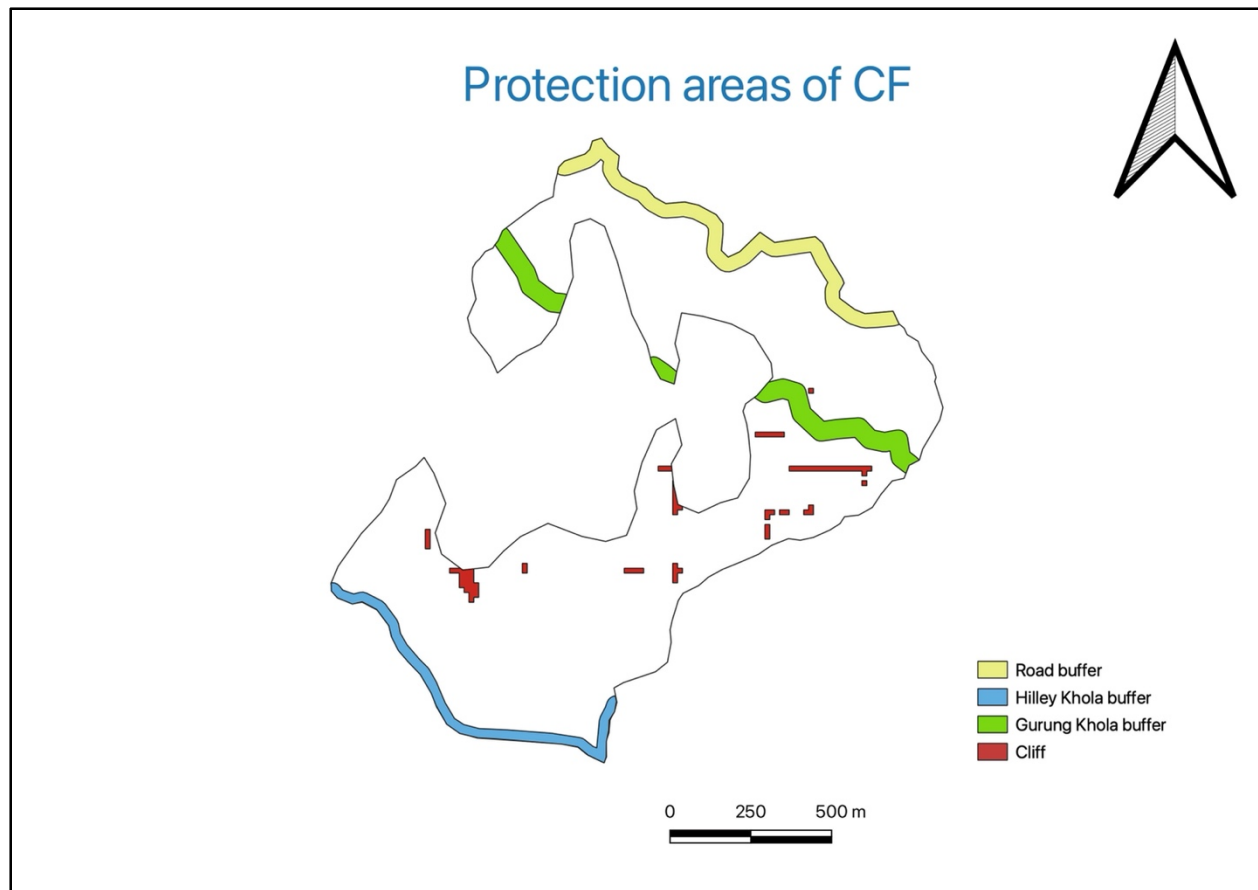 Protection areas of CF
Road buffer
Hilley Khola buffer
Gurung Khola buffer
Cliff
0 250 500 m